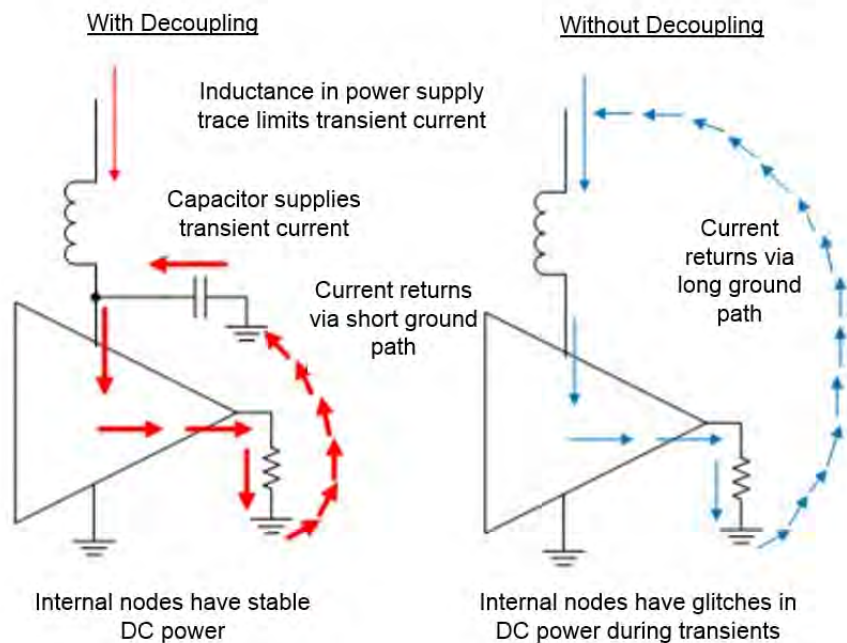 With Decoupling
Without Decoupling
Inductance in power supply
trace limits transient current
Capacitor supplies
transient current
Current returns
via short ground
path
Current
returns via
long ground
path
Internal nodes have stable
DC power
Internal nodes have glitches in
DC power during transients